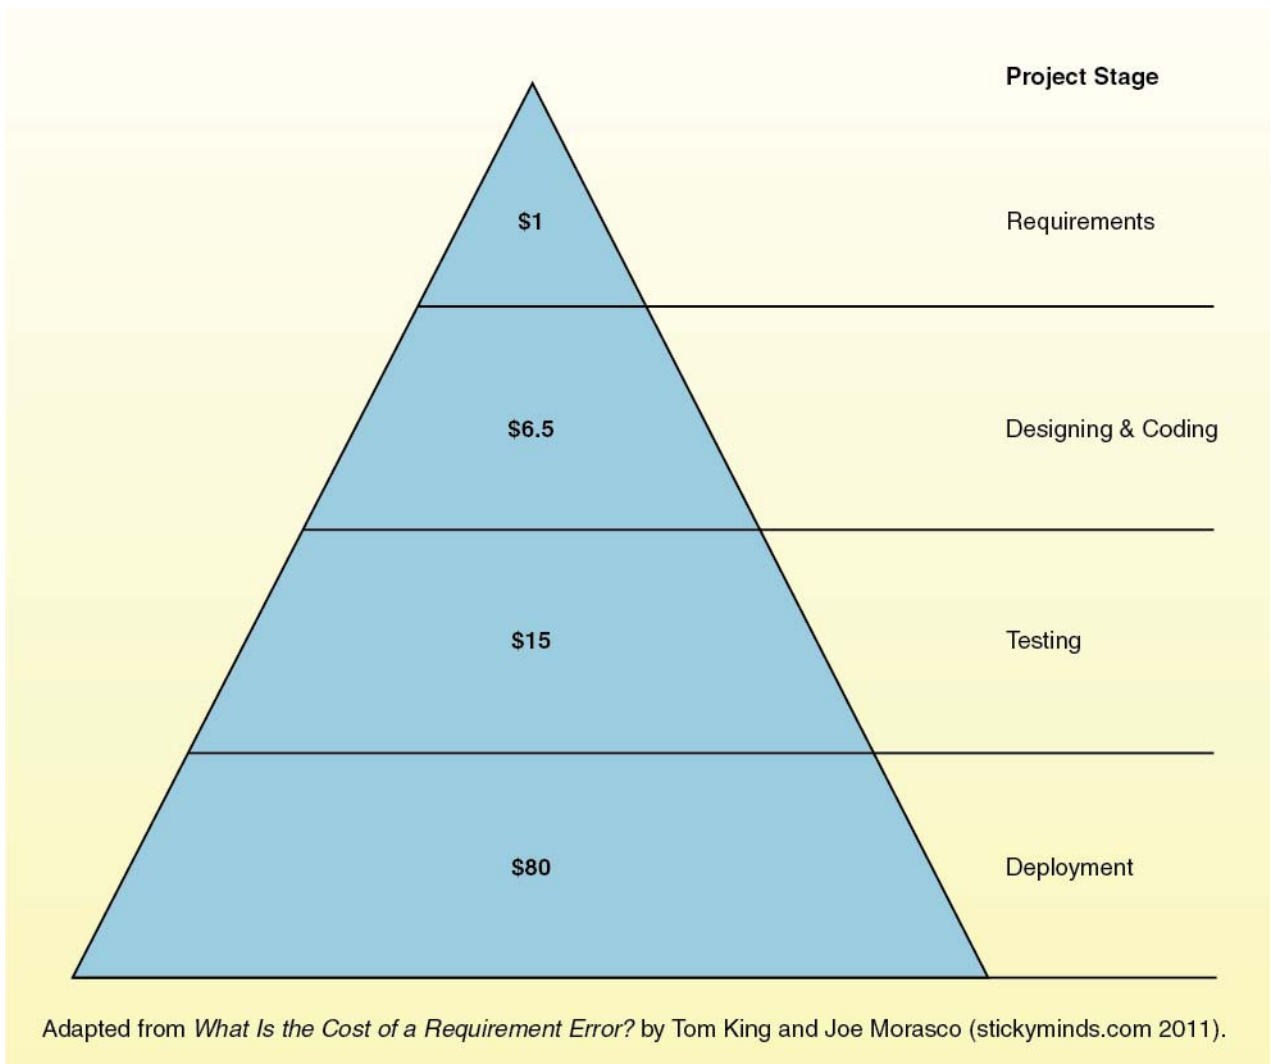 Project Stage
$1
Requirements
$6.5
Designing & Coding
$15
Testing
$80
Deployment
Adapted from What Is the Cost of a Requirement Error? by Tom King and Joe Morasco (stickyminds.com 2011).